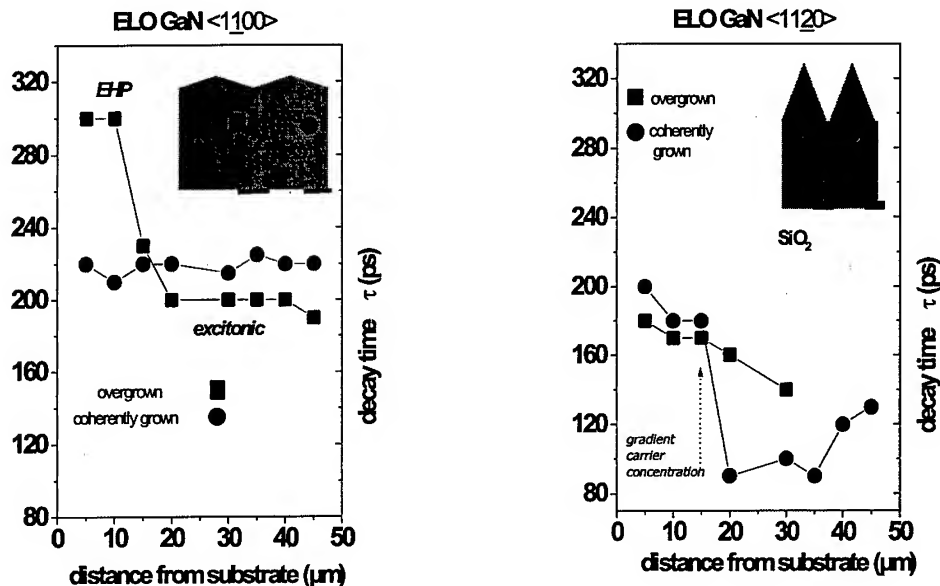 ELO GaN <1100>
EHP
excitonic
overgrown
coherently grown
320
280
240
200
160
120
80
0 10 20 30 40 50
distance from substrate (µm)
decay time τ (ps)
ELO GaN <1120>
overgrown
coherently
grown
SiO2
gradient
carrier
concentration
320
280
240
200
160
120
80
0 10 20 30 40 50
distance from substrate (µm)
decay time τ (ps)